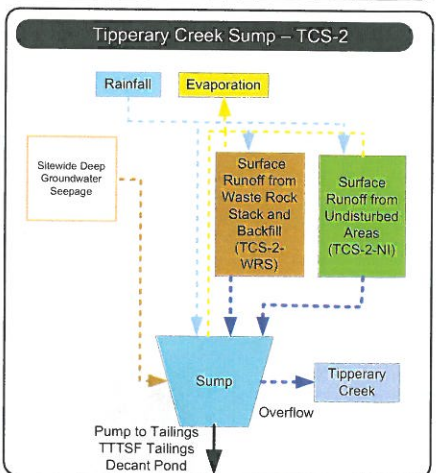 Tipperary Creek Sump – TCS-2
Rainfall
Evaporation
Sitewide Deep
Groundwater
Seepage
Surface
Runoff from
Waste Rock
Stack and
Backfill
(TCS-2-
WRS)
Surface
Runoff from
Undisturbed
Areas
(TCS-2-NI)
Sump
Tipperary
Creek
Overflow
Pump to Tailings
TTTSF Tailings
Decant Pond